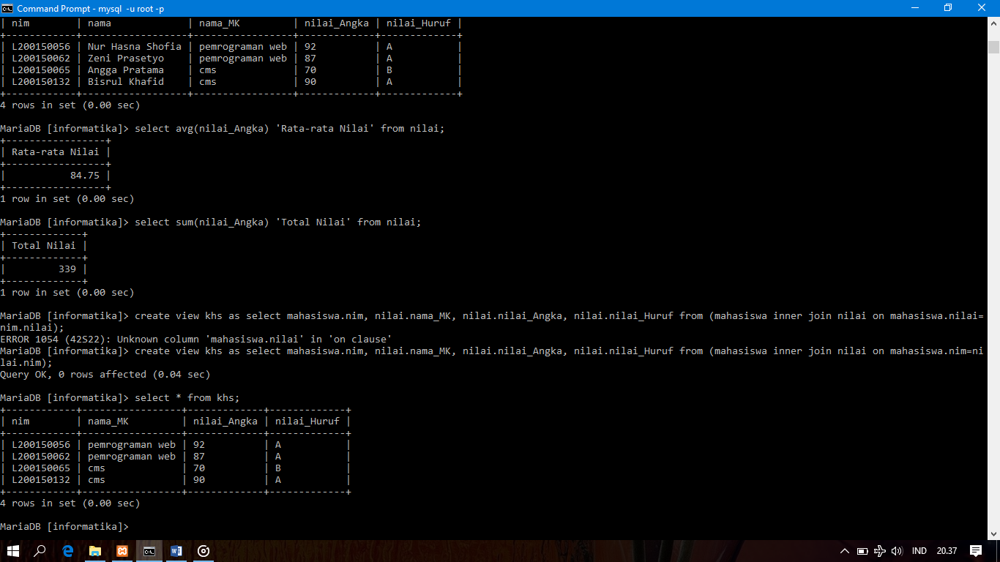 Command Prompt - mysql -u root -p
| nim        | nama             | nama_MK         | nilai_Angka | nilai_Huruf |
+------------+------------------+-----------------+-------------+-------------+
| L200150056 | Nur Hasna Shofia | pemrograman web | 92          | A           |
| L200150062 | Zeni Prasetyo    | pemrograman web | 87          | A           |
| L200150065 | Angga Pratama    | cms             | 70          | B           |
| L200150132 | Bisrul Khafid    | cms             | 90          | A           |
+------------+------------------+-----------------+-------------+-------------+
4 rows in set (0.00 sec)
MariaDB [informatika]> select avg(nilai_Angka) 'Rata-rata Nilai' from nilai;
+-----------------+
| Rata-rata Nilai |
+-----------------+
|           84.75 |
+-----------------+
1 row in set (0.00 sec)
MariaDB [informatika]> select sum(nilai_Angka) 'Total Nilai' from nilai;
+-------------+
| Total Nilai |
+-------------+
|         339 |
+-------------+
1 row in set (0.00 sec)
MariaDB [informatika]> create view khs as select mahasiswa.nim, nilai.nama_MK, nilai.nilai_Angka, nilai.nilai_Huruf from (mahasiswa inner join nilai on mahasiswa.nilai=
nim.nilai);
ERROR 1054 (42S22): Unknown column 'mahasiswa.nilai' in 'on clause'
MariaDB [informatika]> create view khs as select mahasiswa.nim, nilai.nama_MK, nilai.nilai_Angka, nilai.nilai_Huruf from (mahasiswa inner join nilai on mahasiswa.nim=ni
lai.nim);
Query OK, 0 rows affected (0.04 sec)
MariaDB [informatika]> select * from khs;
+------------+-----------------+-------------+-------------+
| nim        | nama_MK         | nilai_Angka | nilai_Huruf |
+------------+-----------------+-------------+-------------+
| L200150056 | pemrograman web | 92          | A           |
| L200150062 | pemrograman web | 87          | A           |
| L200150065 | cms             | 70          | B           |
| L200150132 | cms             | 90          | A           |
+------------+-----------------+-------------+-------------+
4 rows in set (0.00 sec)
MariaDB [informatika]>
IND 20.37